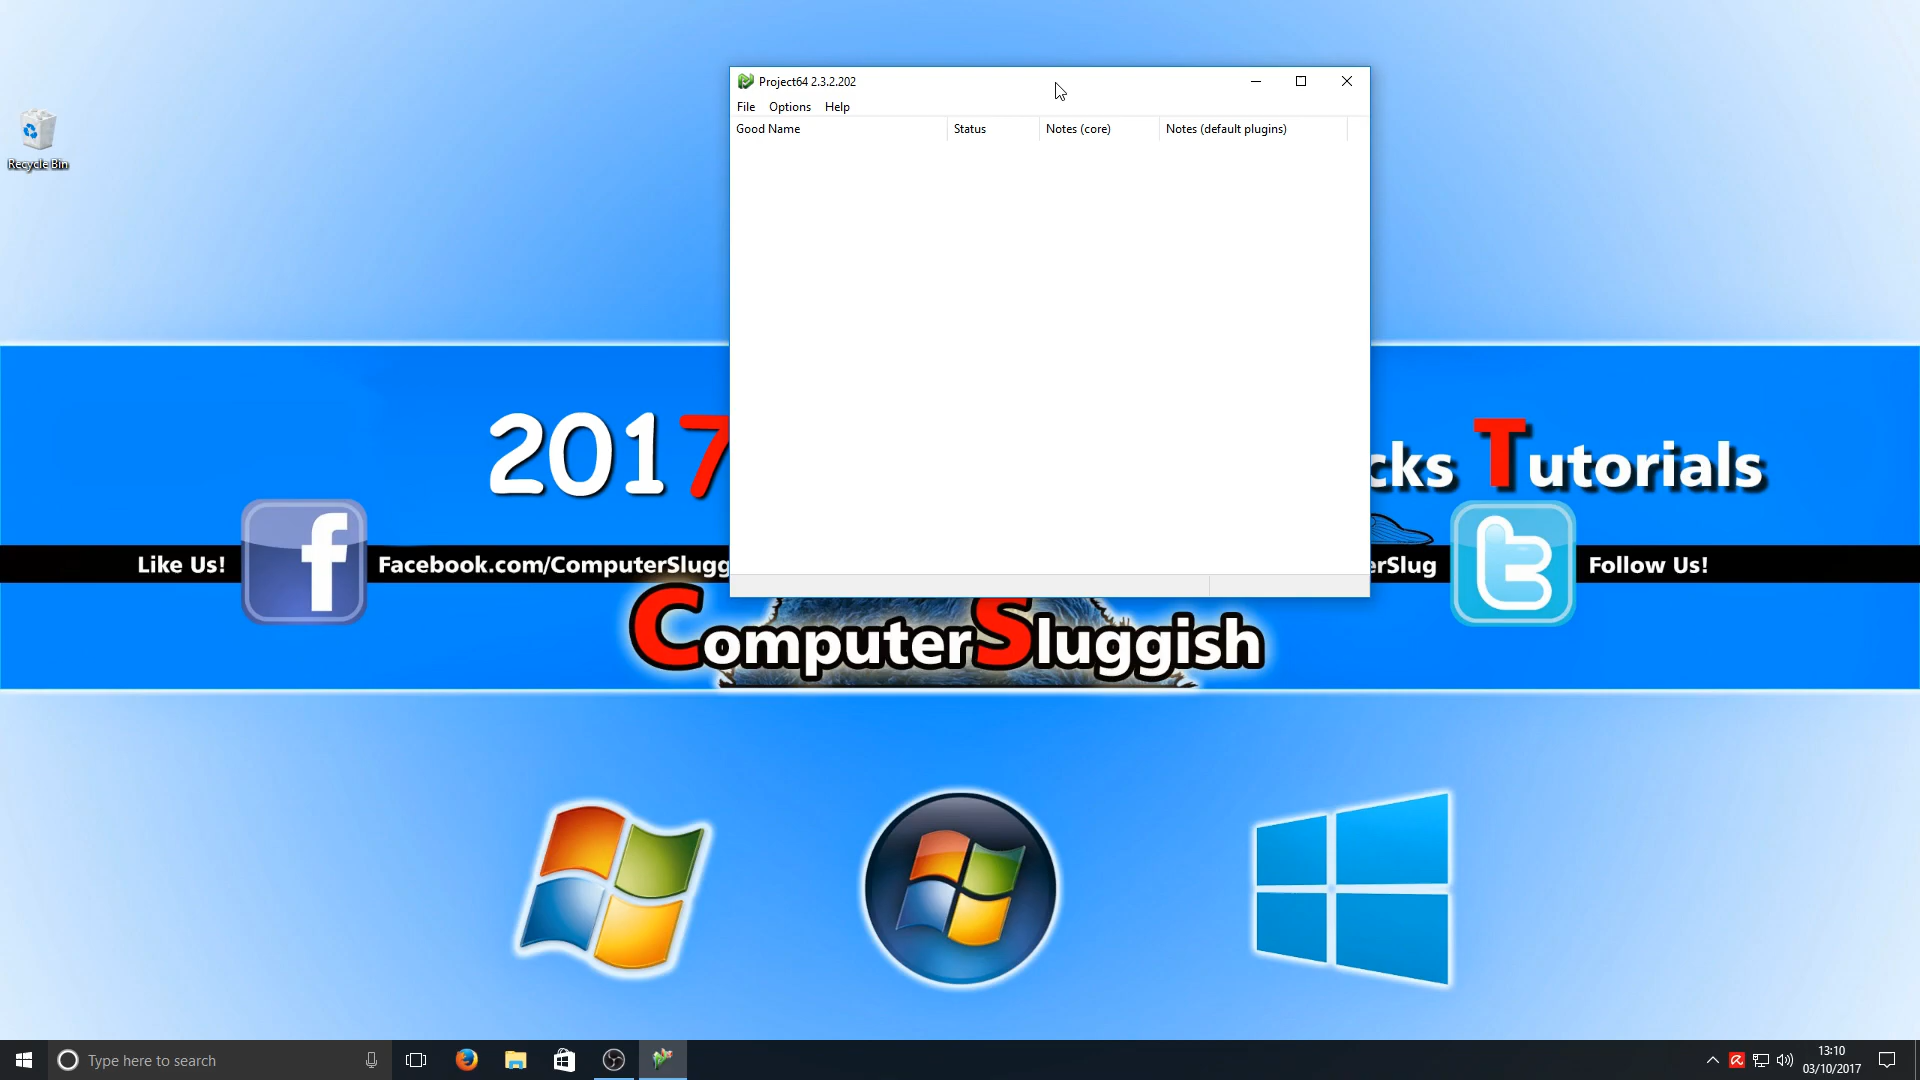 Recycle Bin
Project64 2.3.2.202
File Options Help
Good Name Status Notes (core) Notes (default plugins)
2017
cks Tutorials
Like Us!
Facebook.com/ComputerSlugg
erSlug
Follow Us!
ComputerSluggish
Type here to search
13:10
03/10/2017